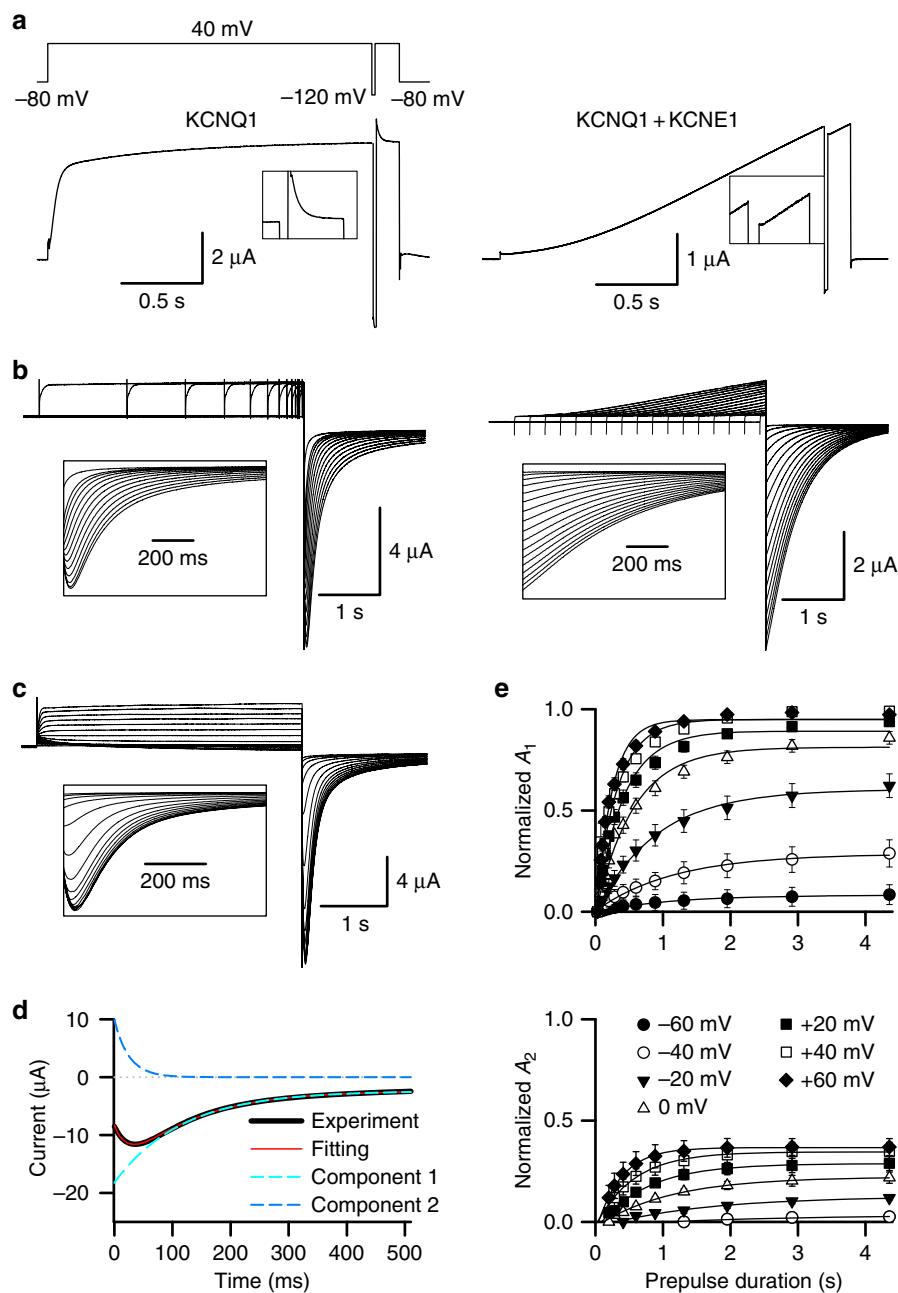 a
40 mV
–80 mV
–120 mV
–80 mV
KCNQ1
KCNQ1 + KCNE1
2 µA
0.5 s
1 µA
0.5 s
b
200 ms
4 µA
1 s
200 ms
2 µA
1 s
c
200 ms
4 µA
1 s
d
10
0
–10
–20
Current (µA)
Experiment
Fitting
Component 1
Component 2
0
100
200
300
400
500
Time (ms)
e
1.0
0.5
0.0
Normalized A1
0
1
2
3
4
1.0
0.5
0.0
Normalized A2
–60 mV
–40 mV
–20 mV
0 mV
+20 mV
+40 mV
+60 mV
0
1
2
3
4
Prepulse duration (s)